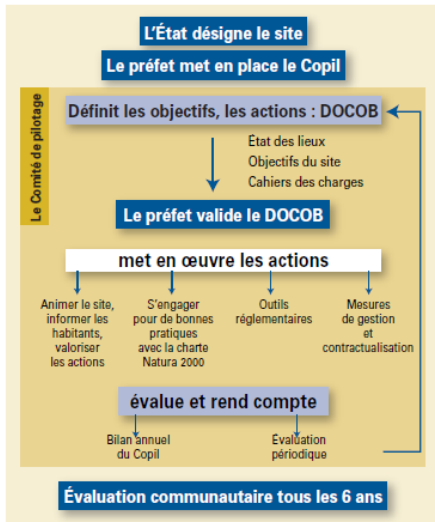 L'État désigne le site
Le préfet met en place le Copil
Le Comité de pilotage
Définit les objectifs, les actions : DOCOB
État des lieux
Objectifs du site
Cahiers des charges
Le préfet valide le DOCOB
met en œuvre les actions
Animer le site,
informer les
habitants,
valoriser
les actions
S'engager
pour de bonnes
pratiques
avec la charte
Natura 2000
Outils
réglementaires
Mesures
de gestion
et
contractualisation
évalue et rend compte
Bilan annuel
du Copil
Évaluation
périodique
Évaluation communautaire tous les 6 ans